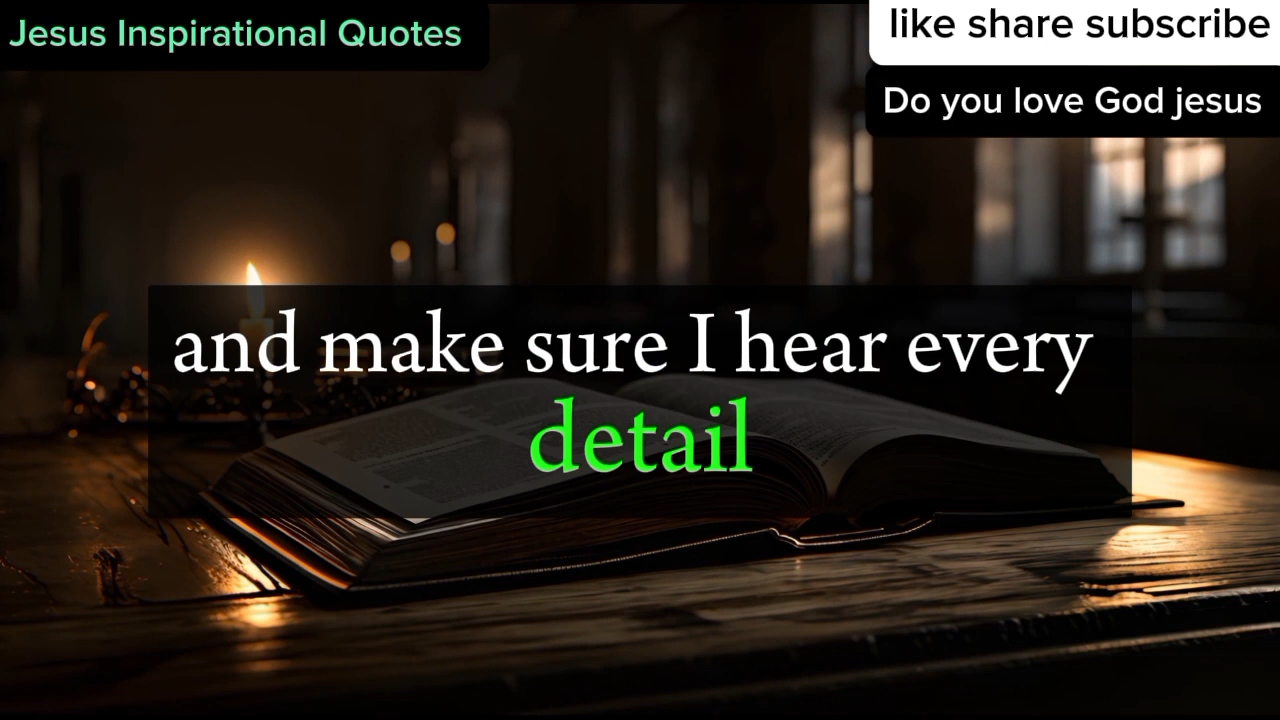 Jesus Inspirational Quotes
like share subscribe
Do you love God jesus
and make sure I hear every
detail